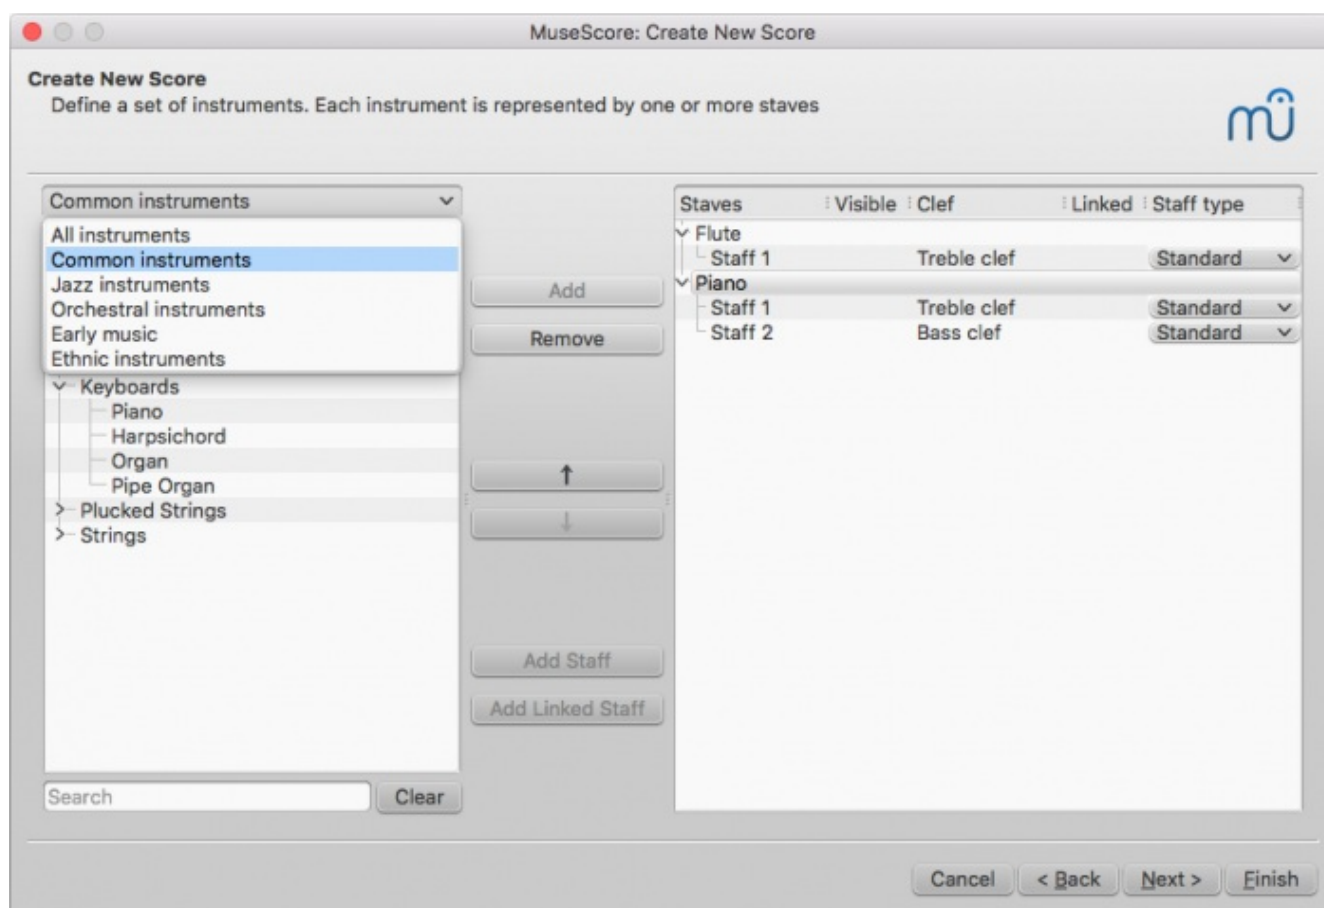 MuseScore: Create New Score
Create New Score
Define a set of instruments. Each instrument is represented by one or more staves
Common instruments
All instruments
Common instruments
Jazz instruments
Orchestral instruments
Early music
Ethnic instruments
Keyboards
Piano
Harpsichord
Organ
Pipe Organ
Plucked Strings
Strings
Search
Clear
Add
Remove
↑
↓
Add Staff
Add Linked Staff
Staves Visible Clef Linked Staff type
Flute
Staff 1 Treble clef Standard
Piano
Staff 1 Treble clef Standard
Staff 2 Bass clef Standard
Cancel < Back Next > Finish